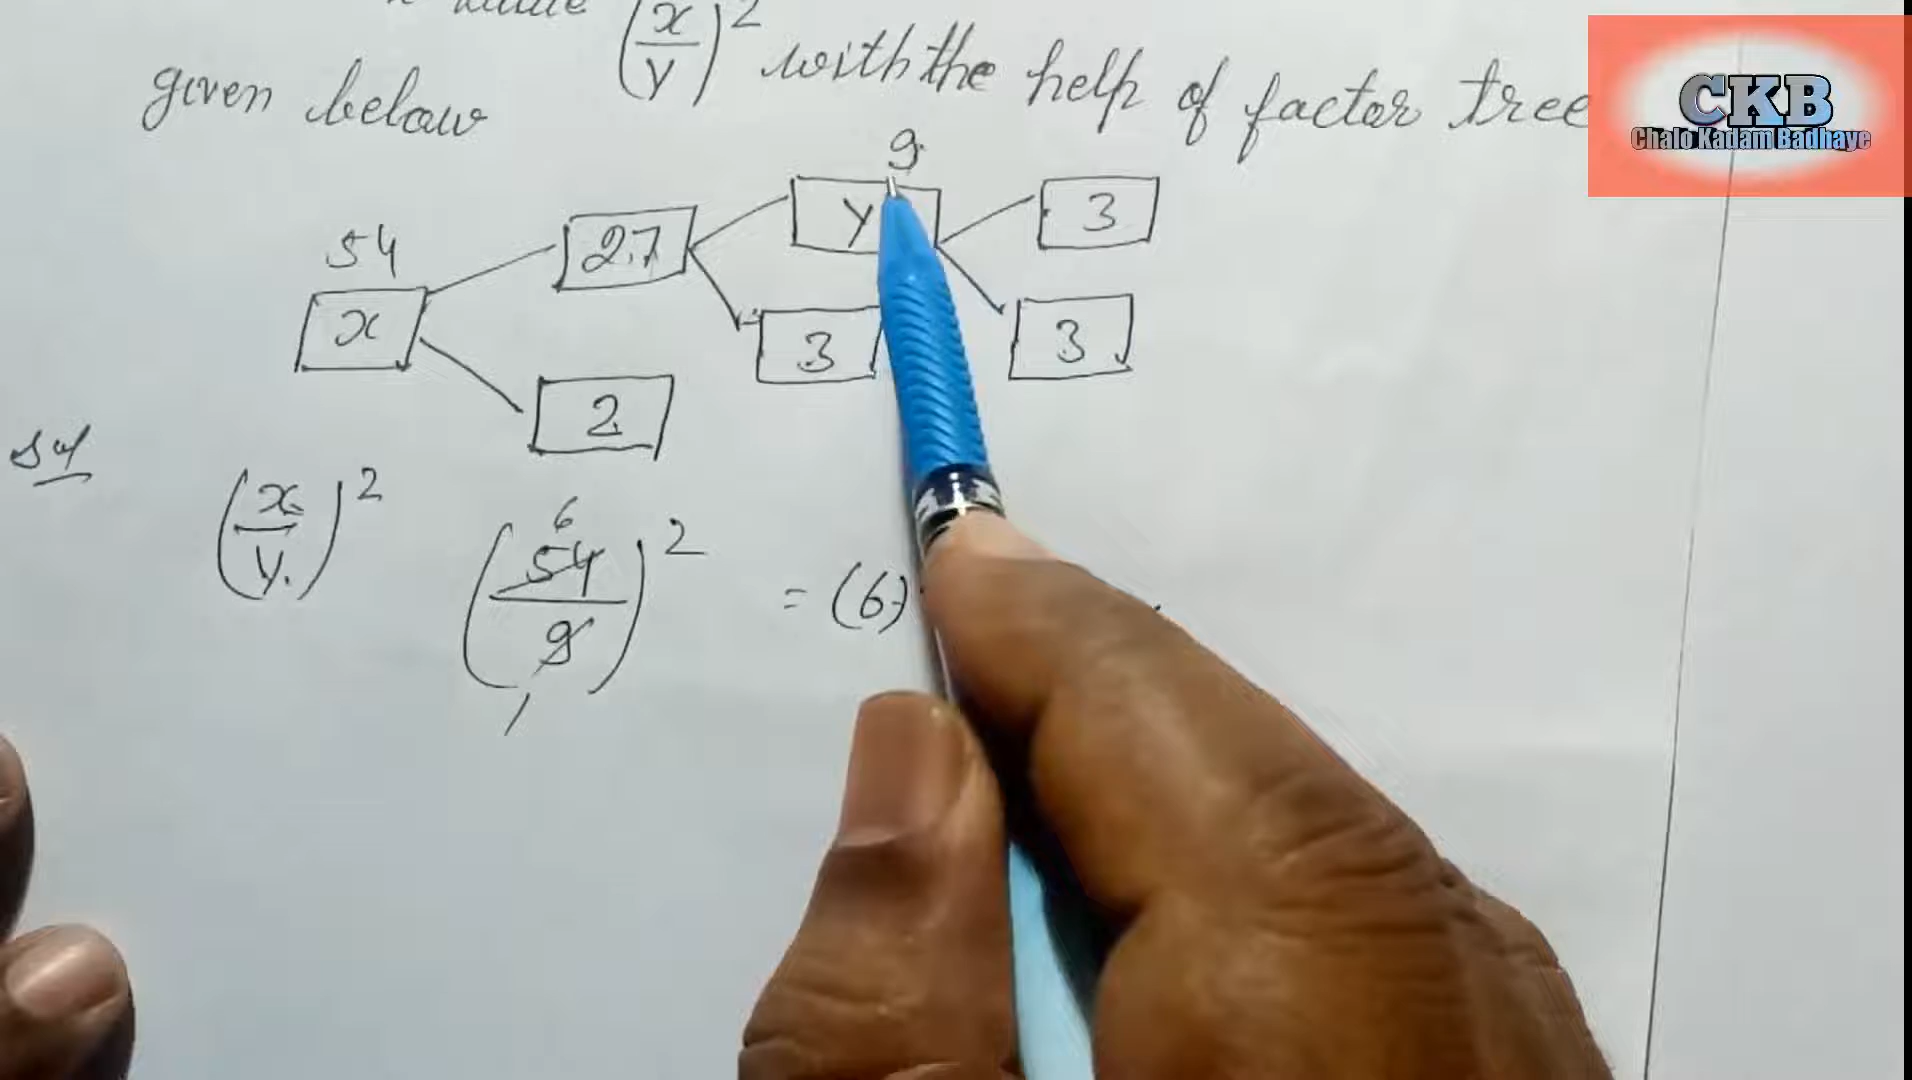 (x/y)² with the help of factor tree
given below
CKB
Chalo Kadam Badhaye
9
54
27
y
3
x
3
3
2
Sol
(x/y)²
6
(54/9)²
= (6)
1